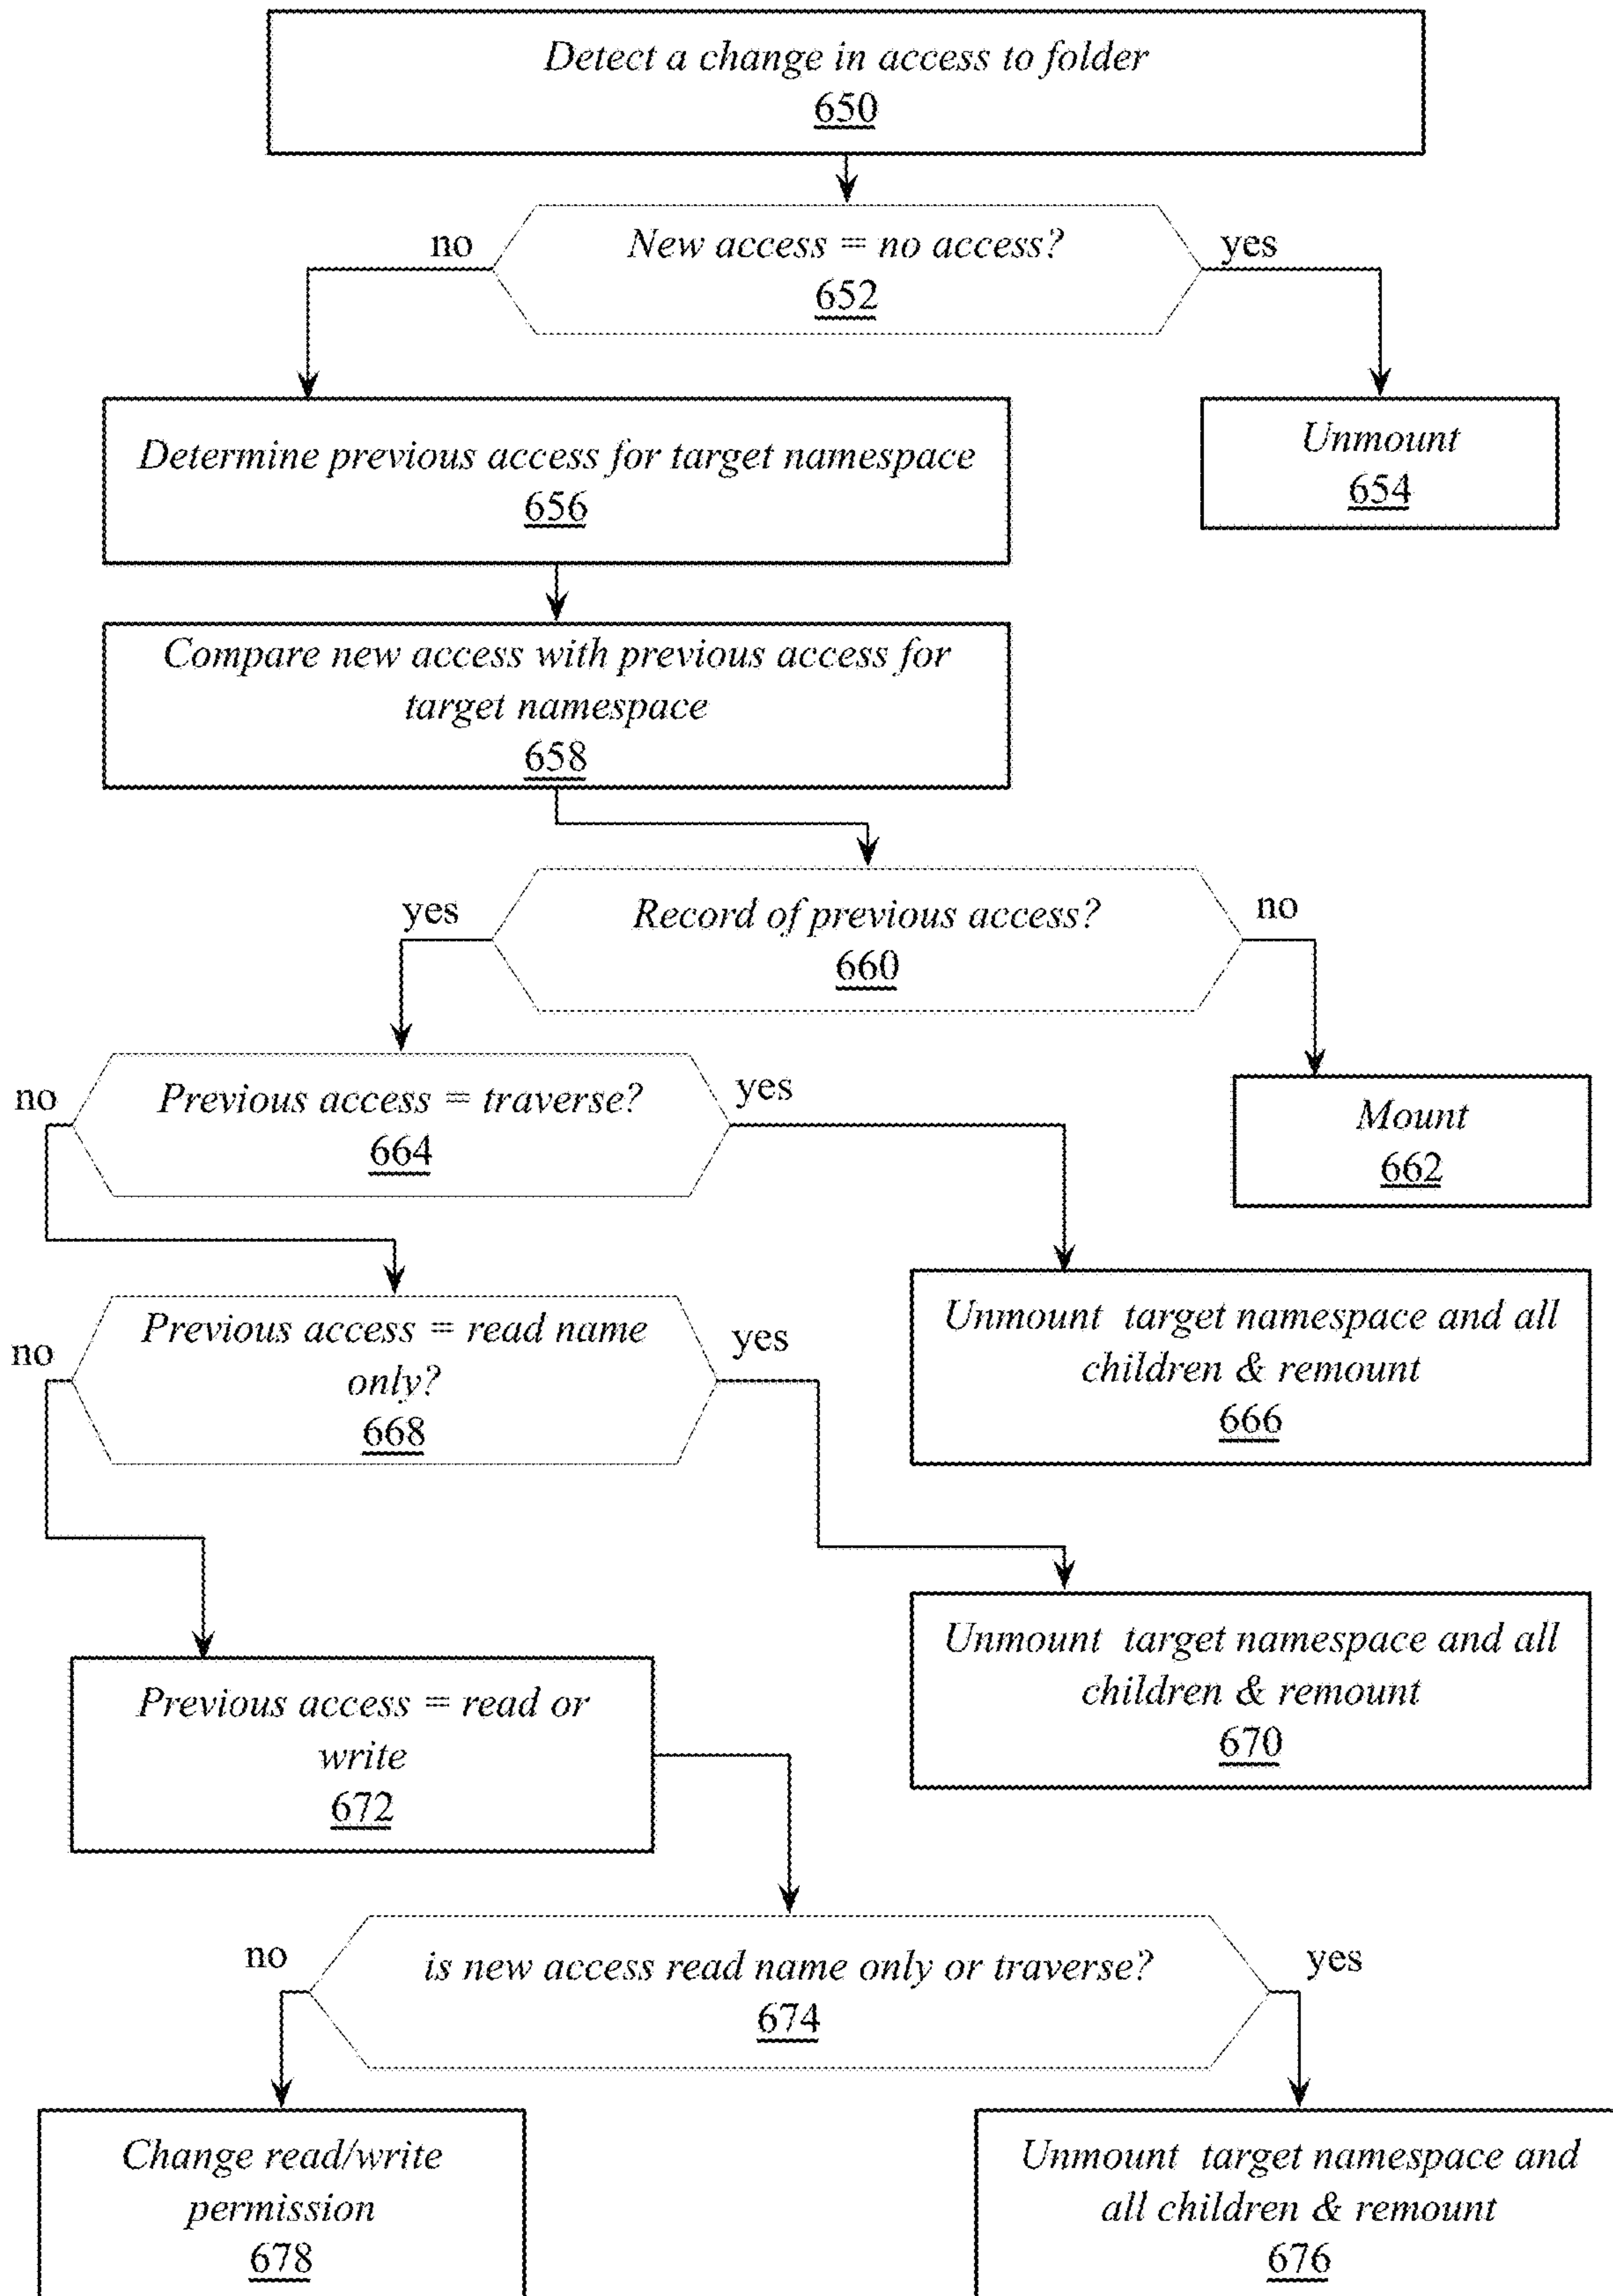 Detect a change in access to folder
650
New access = no access?
652
no
yes
Determine previous access for target namespace
656
Unmount
654
Compare new access with previous access for
target namespace
658
Record of previous access?
660
yes
no
Previous access = traverse?
664
no
yes
Mount
662
Previous access = read name
only?
668
no
yes
Unmount target namespace and all
children & remount
666
Unmount target namespace and all
children & remount
670
Previous access = read or
write
672
is new access read name only or traverse?
674
no
yes
Change read/write
permission
678
Unmount target namespace and
all children & remount
676